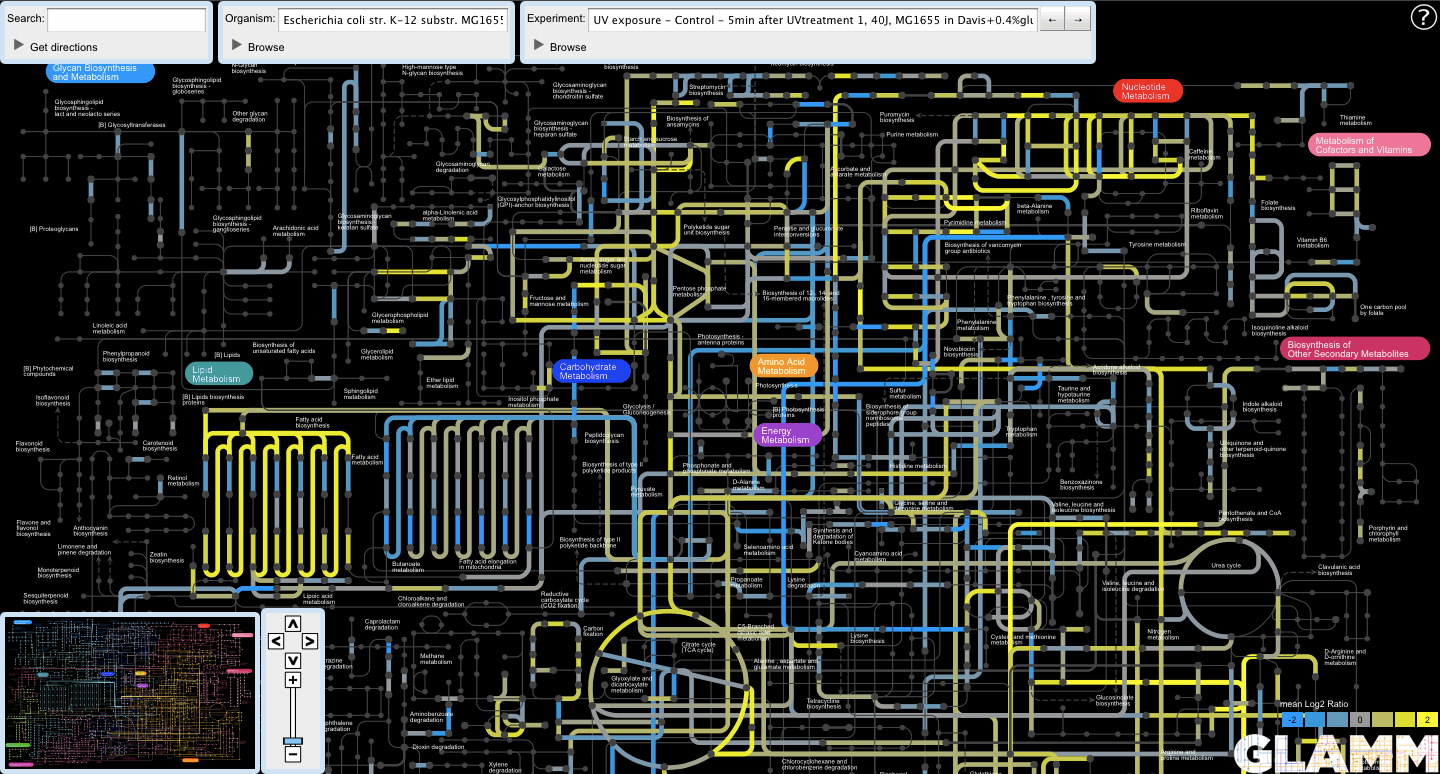 Search:
Get directions
Organism: Escherichia coli str. K-12 substr. MG1655
Browse
Experiment: UV exposure - Control - 5min after UVtreatment 1, 40J, MG1655 in Davis+0.4%glu
Browse
← →
?
Glycan Biosynthesis
and Metabolism
Nucleotide
Metabolism
Metabolism of
Cofactors and Vitamins
Biosynthesis of
Other Secondary Metabolites
Lipid
Metabolism
Carbohydrate
Metabolism
Amino Acid
Metabolism
Energy
Metabolism
High-mannose type
N-glycan biosynthesis
Glycosphingolipid
biosynthesis -
globoseries
Glycosphingolipid
biosynthesis -
lact and neolacto series
[B] Glycosyltransferases
Other glycan
degradation
Glycosaminoglycan
biosynthesis -
chondroitin sulfate
Glycosaminoglycan
biosynthesis -
heparan sulfate
Streptomycin
biosynthesis
Biosynthesis of
ansamycins
Puromycin
biosynthesis
Purine metabolism
Thiamine
metabolism
Caffeine
metabolism
Glycosaminoglycan
degradation
Galactose
metabolism
Glycosylphosphatidylinositol
(GPI)-anchor biosynthesis
[B] Proteoglycans
Glycosphingolipid
biosynthesis -
ganglioseries
Arachidonic acid
metabolism
Glycosaminoglycan
biosynthesis -
keratan sulfate
alpha-Linolenic acid
metabolism
Polyketide sugar
unit biosynthesis
Pentose and glucuronate
interconversions
beta-Alanine
metabolism
Pyrimidine metabolism
Riboflavin
metabolism
Folate
biosynthesis
Vitamin B6
metabolism
Biosynthesis of vancomycin
group antibiotics
Tyrosine metabolism
Fructose and
mannose metabolism
Pentose phosphate
metabolism
Biosynthesis of 12-, 14- and
16-membered macrolides
Phenylalanine , tyrosine and
tryptophan biosynthesis
One carbon pool
by folate
Isoquinoline alkaloid
biosynthesis
Linoleic acid
metabolism
Glycerophospholipid
metabolism
Phenylalanine
metabolism
Photosynthesis -
antenna proteins
Novobiocin
biosynthesis
Phenylpropanoid
biosynthesis
[B] Lipids
Biosynthesis of
unsaturated fatty acids
Glycerolipid
metabolism
[B] Phytochemical
compounds
Acridone alkaloid
biosynthesis
Photosynthesis
Sulfur
metabolism
Taurine and
hypotaurine
metabolism
Ether lipid
metabolism
Sphingolipid
metabolism
Isoflavonoid
biosynthesis
[B] Lipids biosynthesis
proteins
Inositol phosphate
metabolism
Glycolysis /
Gluconeogenesis
[B] Photosynthesis
proteins
Biosynthesis of
siderophore group
nonribosomal
peptides
Indole alkaloid
biosynthesis
Fatty acid
biosynthesis
Tryptophan
metabolism
Flavonoid
biosynthesis
Carotenoid
biosynthesis
Peptidoglycan
biosynthesis
Ubiquinone and
other terpenoid-quinone
biosynthesis
Fatty acid
metabolism
Biosynthesis of type II
polyketide products
Phosphonate and
phosphinate metabolism
Histidine metabolism
Retinol
metabolism
Pyruvate
metabolism
D-Alanine
metabolism
Benzoxazinone
biosynthesis
Glycine, serine and
threonine metabolism
Valine, leucine and
isoleucine biosynthesis
Pantothenate and CoA
biosynthesis
Flavone and
flavonol
biosynthesis
Anthocyanin
biosynthesis
Porphyrin and
chlorophyll
metabolism
Limonene and
pinene degradation
Zeatin
biosynthesis
Biosynthesis of type II
polyketide backbone
Selenoamino acid
metabolism
Synthesis and
degradation of
Ketone bodies
Cyanoamino acid
metabolism
Butanoate
metabolism
Fatty acid elongation
in mitochondria
Urea cycle
Clavulanic acid
biosynthesis
Monoterpenoid
biosynthesis
Propanoate
metabolism
Lysine
degradation
Valine, leucine and
isoleucine degradation
Sesquiterpenoid
biosynthesis
Lipoic acid
metabolism
Chloroalkane and
chloroalkene degradation
Reductive
carboxylate cycle
(CO2 fixation)
Caprolactam
degradation
Carbon
fixation
C5-Branched
dibasic acid
metabolism
Lysine
biosynthesis
Cysteine and methionine
metabolism
Nitrogen
metabolism
Citrate cycle
(TCA cycle)
Methane
metabolism
Alanine , aspartate and
glutamate metabolism
D-Arginine and
D-ornithine
metabolism
Glyoxylate and
dicarboxylate
metabolism
Aminobenzoate
degradation
Tetracycline
biosynthesis
Glucosinolate
biosynthesis
Dioxin degradation
Xylene
degradation
Chlorocyclohexane and
chlorobenzene degradation
Arginine and
proline metabolism
mean Log2 Ratio
-2 0 2
GLAMM